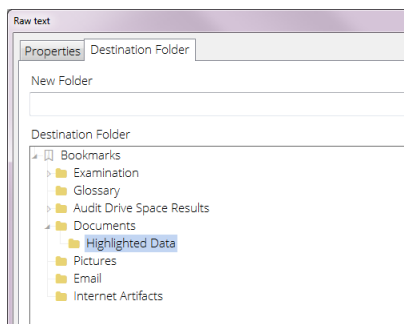 Raw text
Properties Destination Folder
New Folder
Destination Folder
Bookmarks
Examination
Glossary
Audit Drive Space Results
Documents
Highlighted Data
Pictures
Email
Internet Artifacts